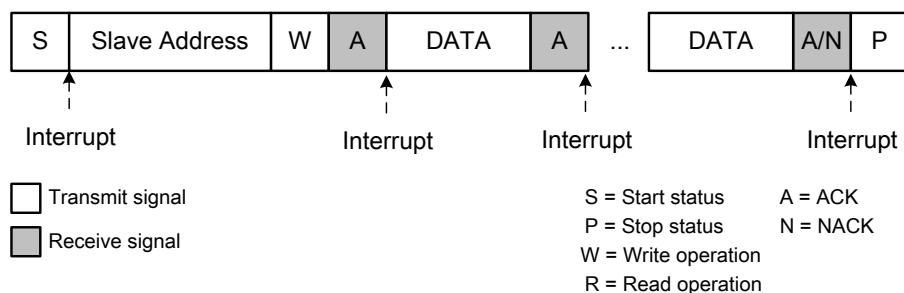 S Slave Address W A DATA A ... DATA A/N P
Interrupt Interrupt Interrupt Interrupt
Transmit signal
Receive signal
S = Start status A = ACK
P = Stop status N = NACK
W = Write operation
R = Read operation